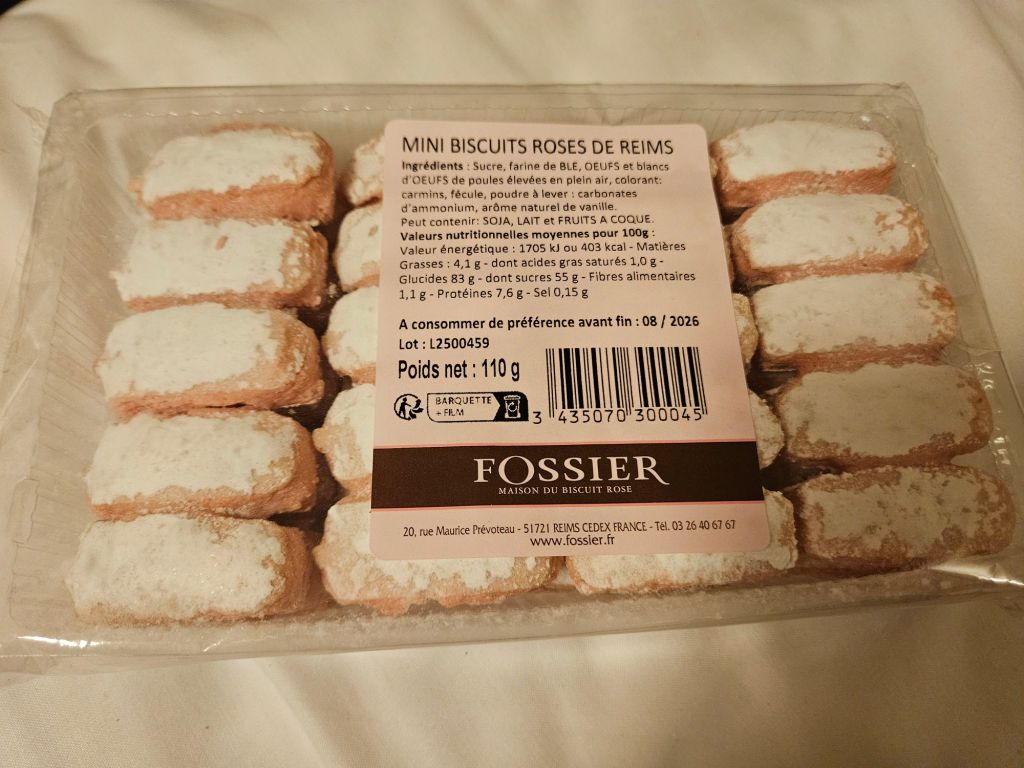 MINI BISCUITS ROSES DE REIMS
Ingrédients : Sucre, farine de BLE, OEUFS et blancs
d'OEUFS de poules élevées en plein air, colorant:
carmins, fécule, poudre à lever : carbonates
d'ammonium, arôme naturel de vanille.
Peut contenir: SOJA, LAIT et FRUITS A COQUE.
Valeurs nutritionnelles moyennes pour 100g :
Valeur énergétique : 1705 kJ ou 403 kcal - Matières
Grasses : 4,1 g - dont acides gras saturés 1,0 g -
Glucides 83 g - dont sucres 55 g - Fibres alimentaires
1,1 g - Protéines 7,6 g - Sel 0,15 g
A consommer de préférence avant fin : 08 / 2026
Lot : L2500459
Poids net : 110 g
BARQUETTE
+ FILM
3 435070 300045
FOSSIER
MAISON DU BISCUIT ROSE
20, rue Maurice Prévoteau - 51721 REIMS CEDEX FRANCE - Tél. 03 26 40 67 67
www.fossier.fr